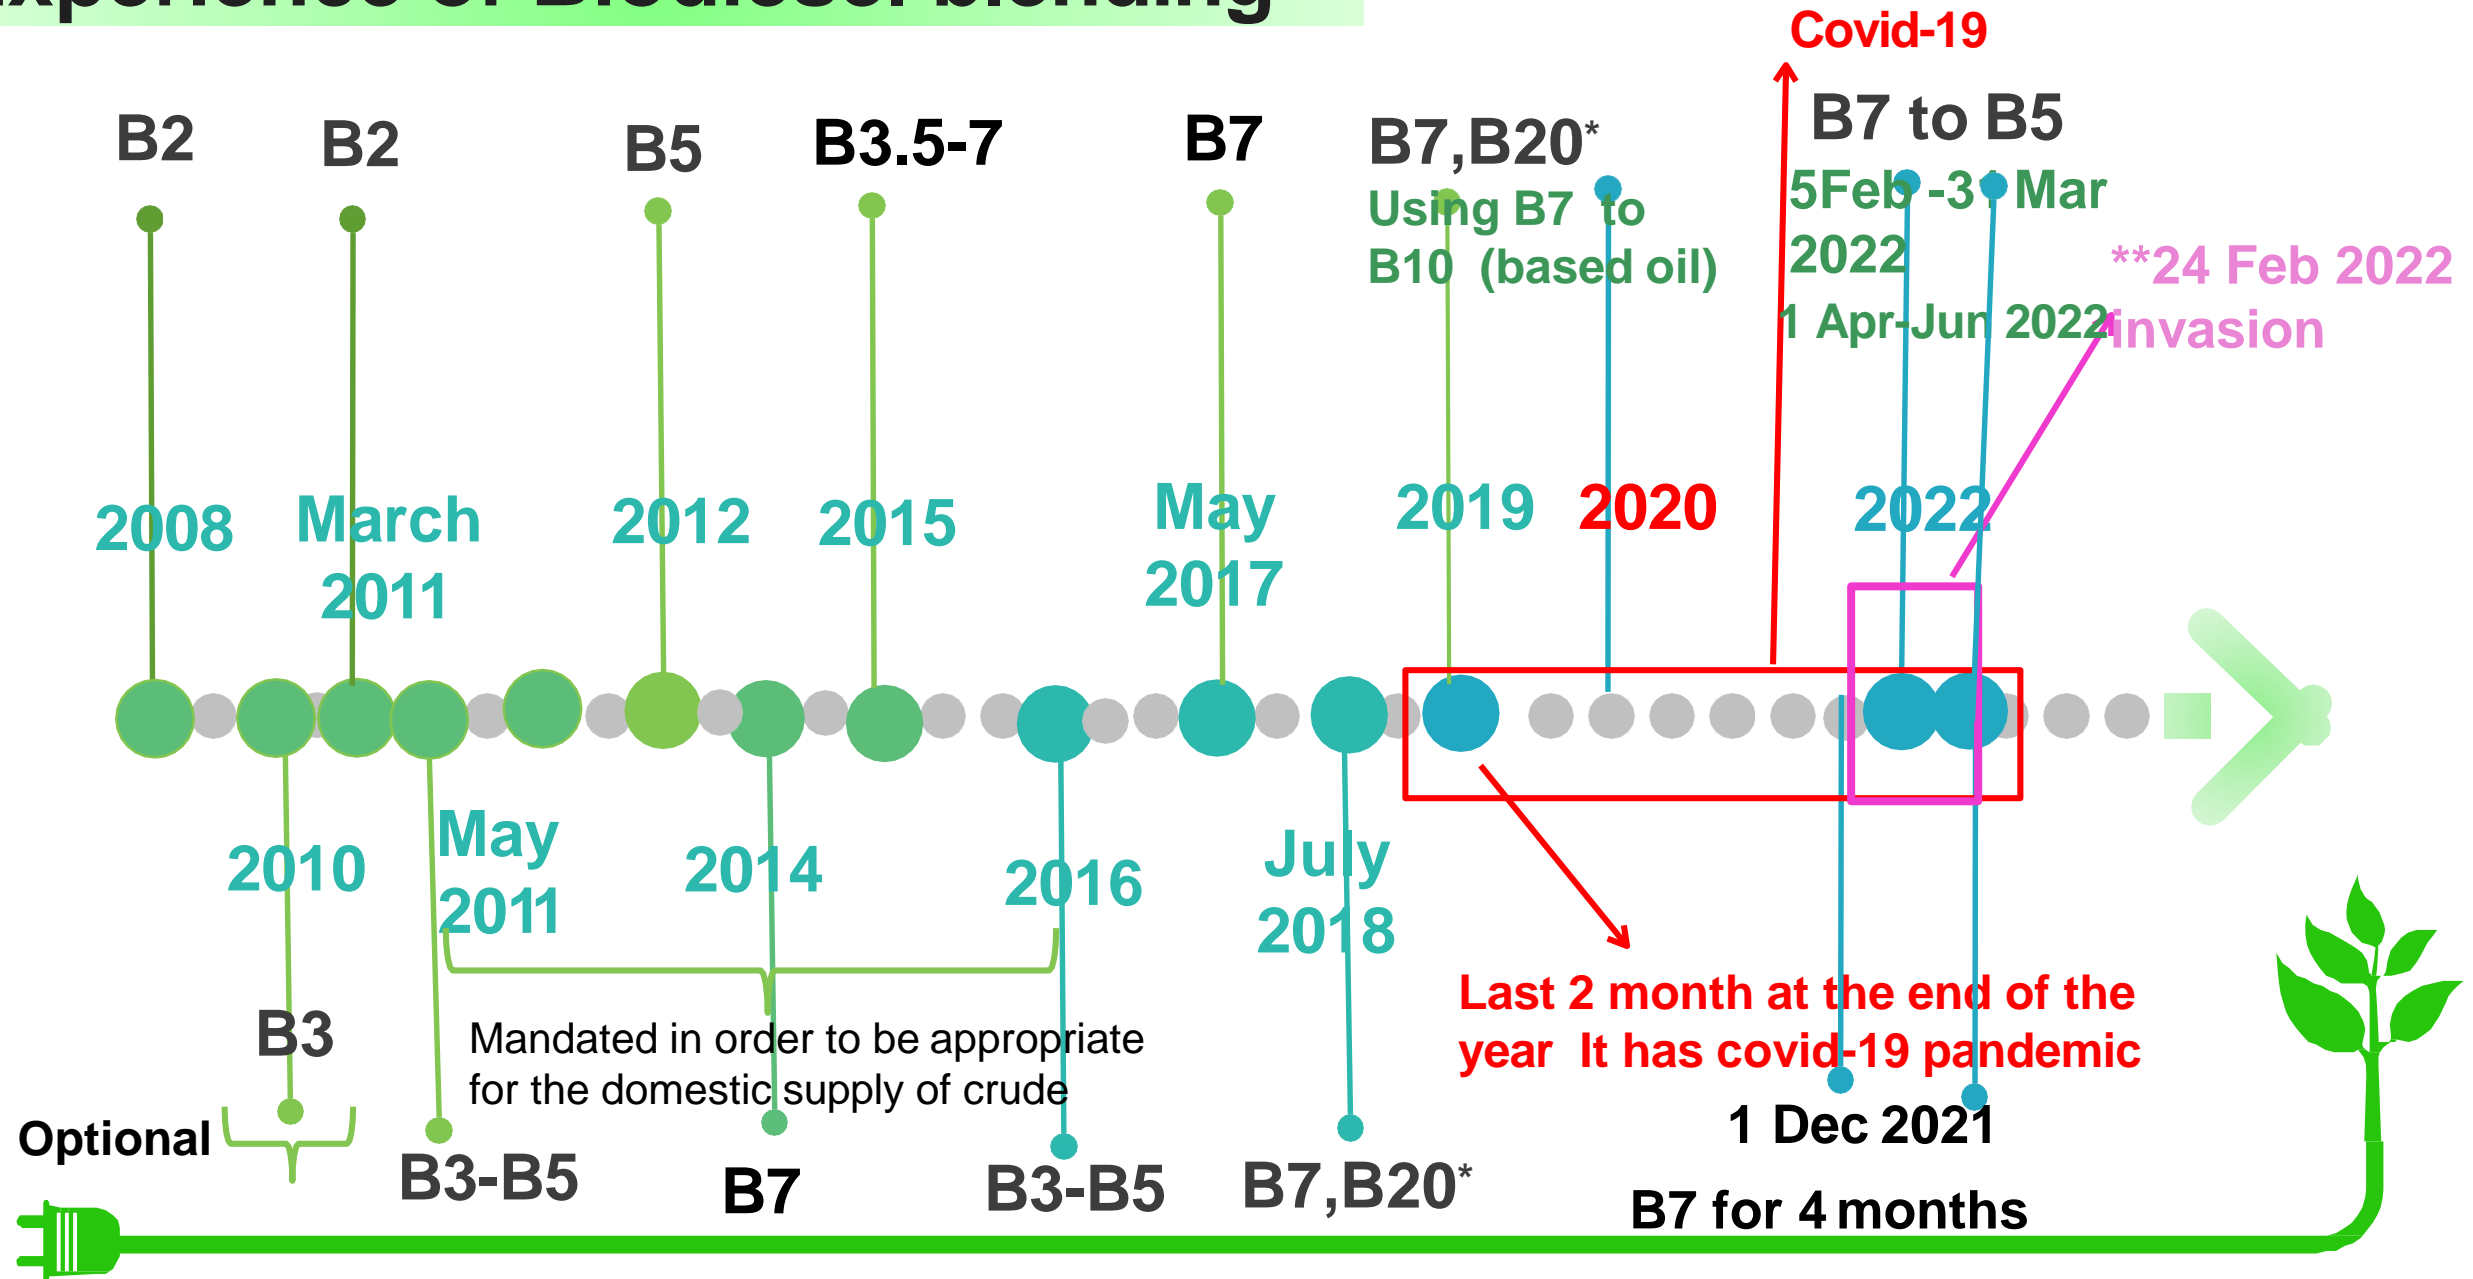 Experience of Biodiesel blending
Covid-19
B2
B2
B5
B3.5-7
B7
B7,B20*
Using B7 to
B10 (based oil)
B7 to B5
5Feb -31 Mar
2022
1 Apr-Jun 2022
**24 Feb 2022
invasion
2008
March
2011
2012
2015
May
2017
2019
2020
2022
2010
May
2011
2014
2016
July
2018
B3
Optional
Mandated in order to be appropriate
for the domestic supply of crude
B3-B5
B7
B3-B5
B7,B20*
Last 2 month at the end of the
year It has covid-19 pandemic
1 Dec 2021
B7 for 4 months